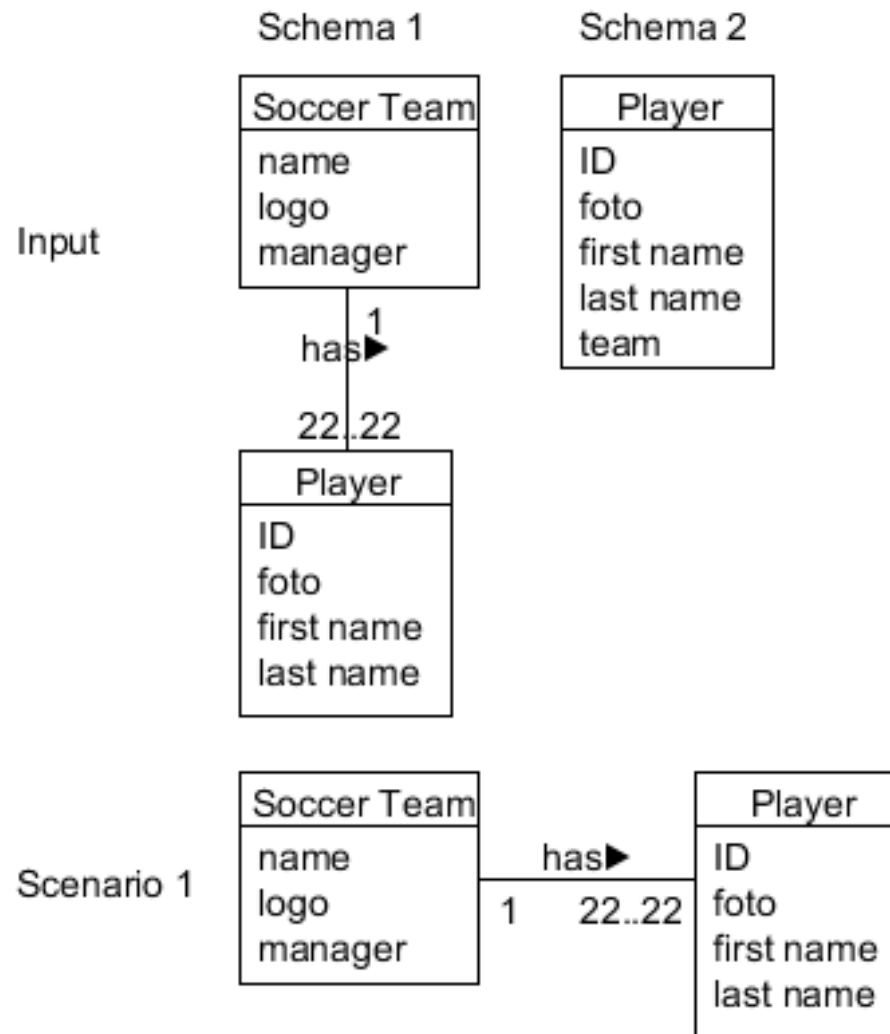 Schema 1
Schema 2
Input
Soccer Team
name
logo
manager
1
has▶
22..22
Player
ID
foto
first name
last name
Player
ID
foto
first name
last name
team
Scenario 1
Soccer Team
name
logo
manager
has▶
1
22..22
Player
ID
foto
first name
last name